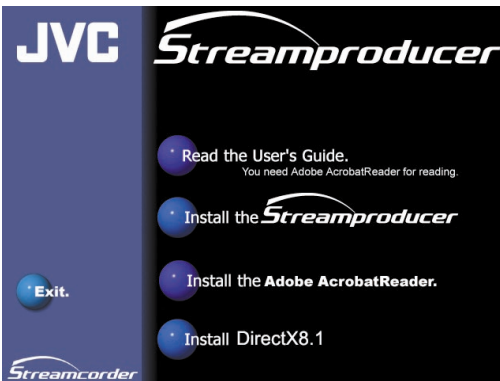 JVC
Streamproducer
Read the User's Guide.
You need Adobe AcrobatReader for reading.
Install the Streamproducer
Install the Adobe AcrobatReader.
Exit.
Install DirectX8.1
Streamcorder